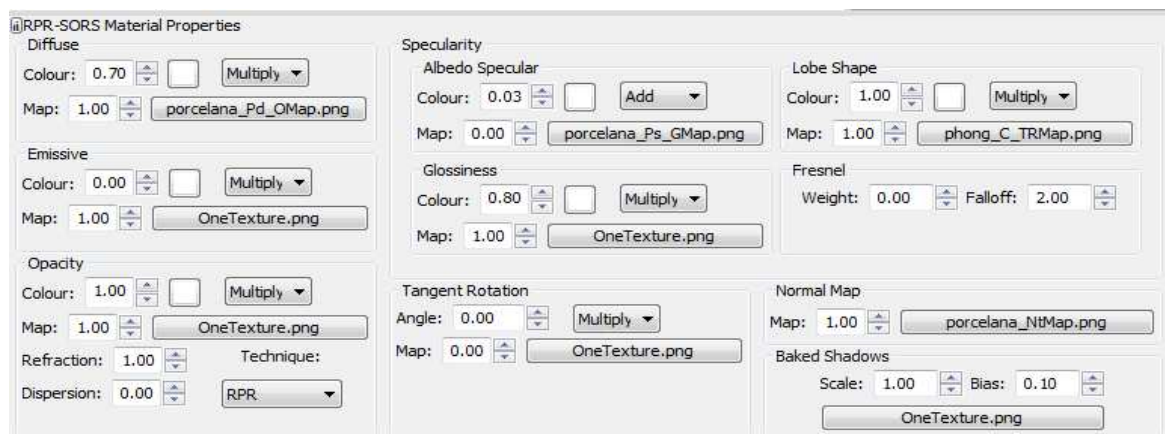 RPR-SORS Material Properties
Diffuse
Colour: 0.70 Multiply
Map: 1.00 porcelana_Pd_OMap.png
Emissive
Colour: 0.00 Multiply
Map: 1.00 OneTexture.png
Opacity
Colour: 1.00 Multiply
Map: 1.00 OneTexture.png
Refraction: 1.00 Technique:
Dispersion: 0.00 RPR
Specularity
Albedo Specular
Colour: 0.03 Add
Map: 0.00 porcelana_Ps_GMap.png
Lobe Shape
Colour: 1.00 Multiply
Map: 1.00 phong_C_TRMap.png
Glossiness
Colour: 0.80 Multiply
Map: 1.00 OneTexture.png
Fresnel
Weight: 0.00 Falloff: 2.00
Tangent Rotation
Angle: 0.00 Multiply
Map: 0.00 OneTexture.png
Normal Map
Map: 1.00 porcelana_NtMap.png
Baked Shadows
Scale: 1.00 Bias: 0.10
OneTexture.png